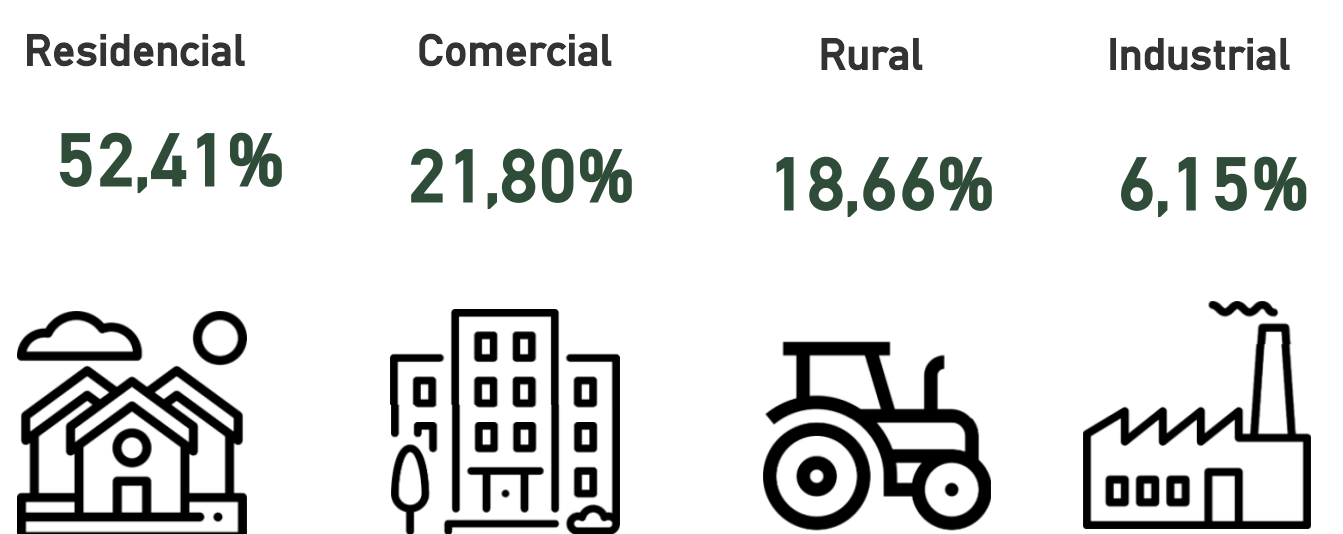 Residencial
Comercial
Rural
Industrial
52,41%
21,80%
18,66%
6,15%